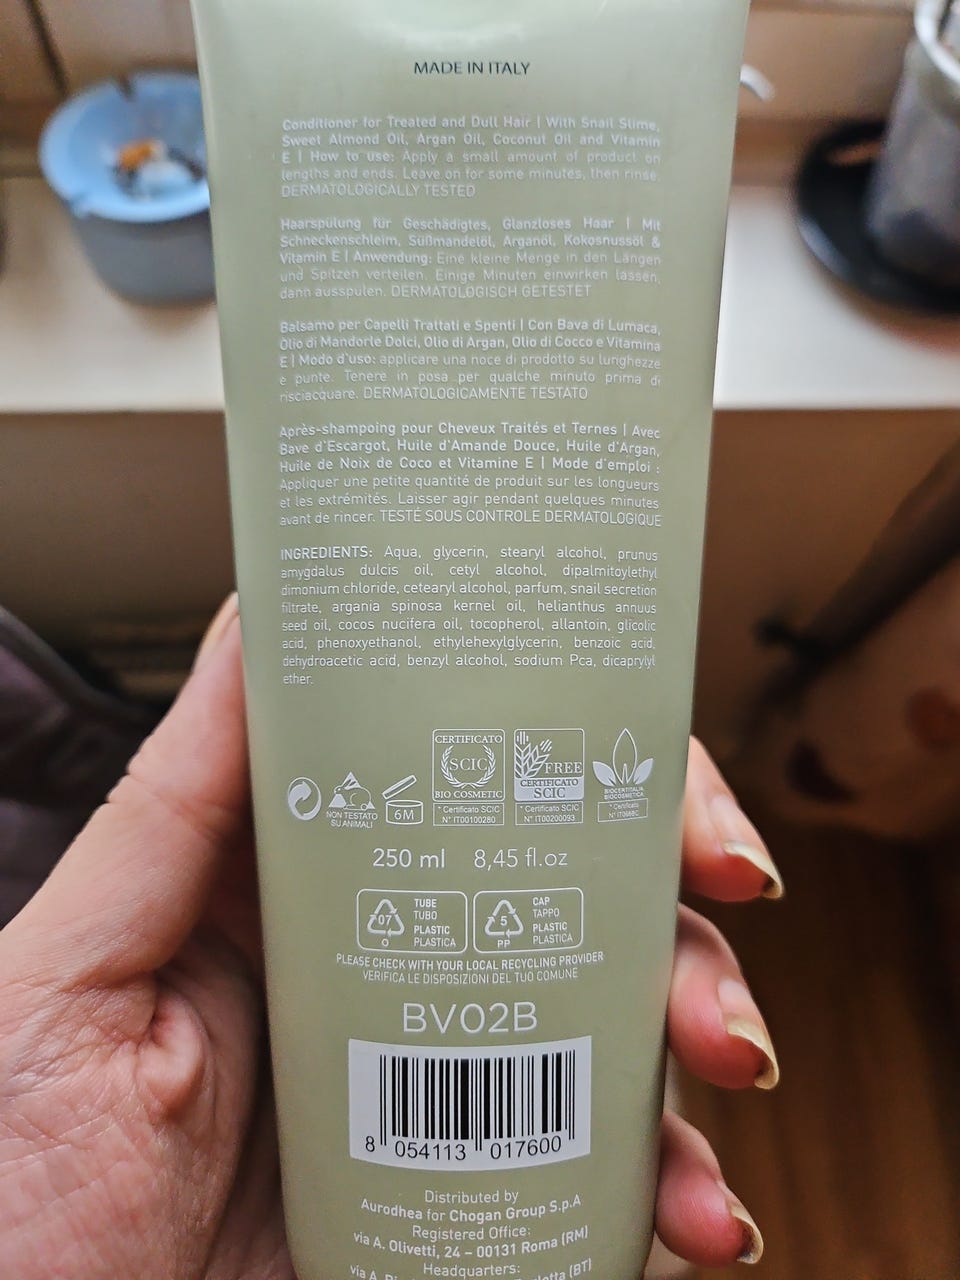 MADE IN ITALY
Conditioner for Treated and Dull Hair | With Snail Slime,
Sweet Almond Oil, Argan Oil, Coconut Oil and Vitamin
E | How to use: Apply a small amount of product on
lengths and ends. Leave on for some minutes, then rinse.
DERMATOLOGICALLY TESTED
Haarspülung für Geschädigtes, Glanzloses Haar | Mit
Schneckenschleim, Süßmandelöl, Arganöl, Kokosnussöl &
Vitamin E | Anwendung: Eine kleine Menge in den Längen
und Spitzen verteilen. Einige Minuten einwirken lassen,
dann ausspulen. DERMATOLOGISCH GETESTET
Balsamo per Capelli Trattati e Spenti | Con Bava di Lumaca,
Olio di Mandorle Dolci, Olio di Argan, Olio di Cocco e Vitamina
E | Modo d'uso: applicare una noce di prodotto su lunghezze
e punte. Tenere in posa per qualche minuto prima di
risciacquare. DERMATOLOGICAMENTE TESTATO
Après-shampoing pour Cheveux Traités et Ternes | Avec
Bave d'Escargot, Huile d'Amande Douce, Huile d'Argan,
Huile de Noix de Coco et Vitamine E | Mode d'emploi :
Appliquer une petite quantité de produit sur les longueurs
et les extrémités. Laisser agir pendant quelques minutes
avant de rincer. TESTÉ SOUS CONTROLE DERMATOLOGIQUE
INGREDIENTS: Aqua, glycerin, stearyl alcohol, prunus
amygdalus dulcis oil, cetyl alcohol, dipalmitoylethyl
dimonium chloride, cetearyl alcohol, parfum, snail secretion
filtrate, argania spinosa kernel oil, helianthus annuus
seed oil, cocos nucifera oil, tocopherol, allantoin, glicolic
acid, phenoxyethanol, ethylehexylglycerin, benzoic acid,
dehydroacetic acid, benzyl alcohol, sodium Pca, dicaprylyl
ether.
NON TESTATO
SU ANIMALI
6M
CERTIFICATO
SCIC
BIO COSMETIC
* Certificato SCIC
N° IT00100280
FREE
CERTIFICATO
SCIC
* Certificato SCIC
N° IT00200093
BIOCERTITALIA
BIOCOSMETICA
* Certificato
250 ml 8,45 fl.oz
07
O
TUBE
TUBO
PLASTIC
PLASTICA
5
PP
CAP
TAPPO
PLASTIC
PLASTICA
PLEASE CHECK WITH YOUR LOCAL RECYCLING PROVIDER
VERIFICA LE DISPOSIZIONI DEL TUO COMUNE
BV02B
8 054113 017600
Distributed by
Aurodhea for Chogan Group S.p.A
Registered Office:
via A. Olivetti, 24 – 00131 Roma (RM)
Headquarters:
via A. (BT)